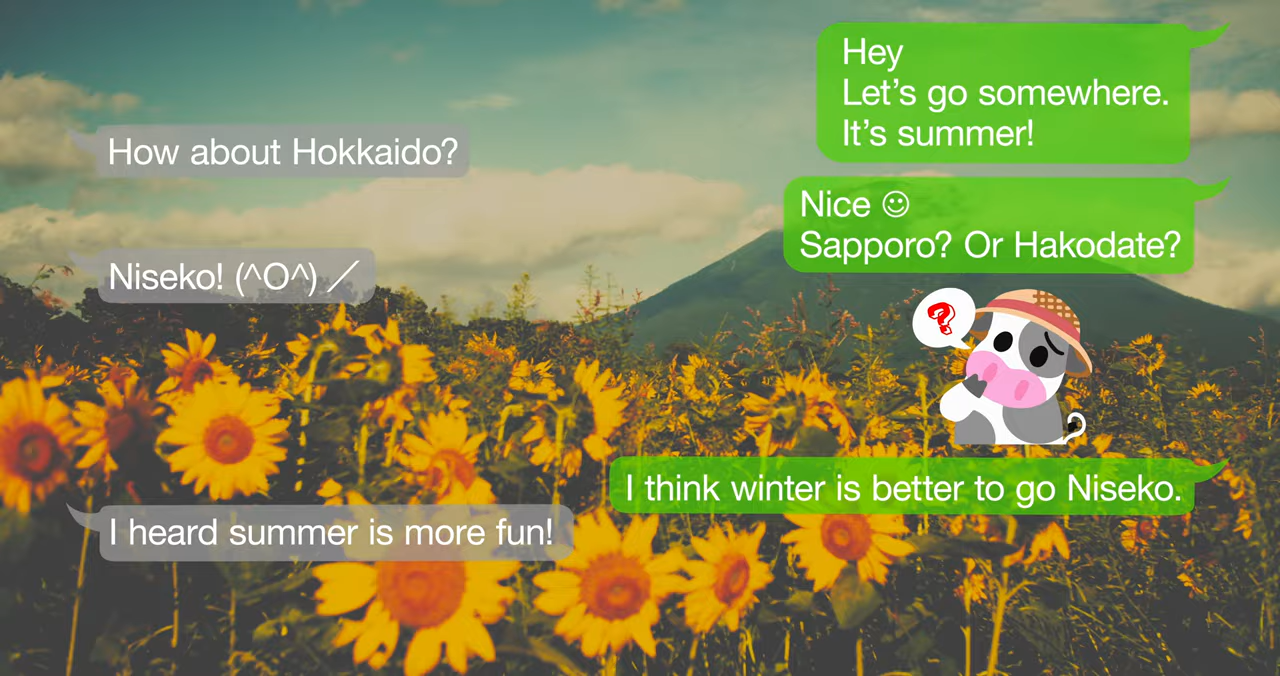 Hey
Let’s go somewhere.
It’s summer!
How about Hokkaido?
Nice ☺
Sapporo? Or Hakodate?
Niseko! (^O^)／
?
I think winter is better to go Niseko.
I heard summer is more fun!